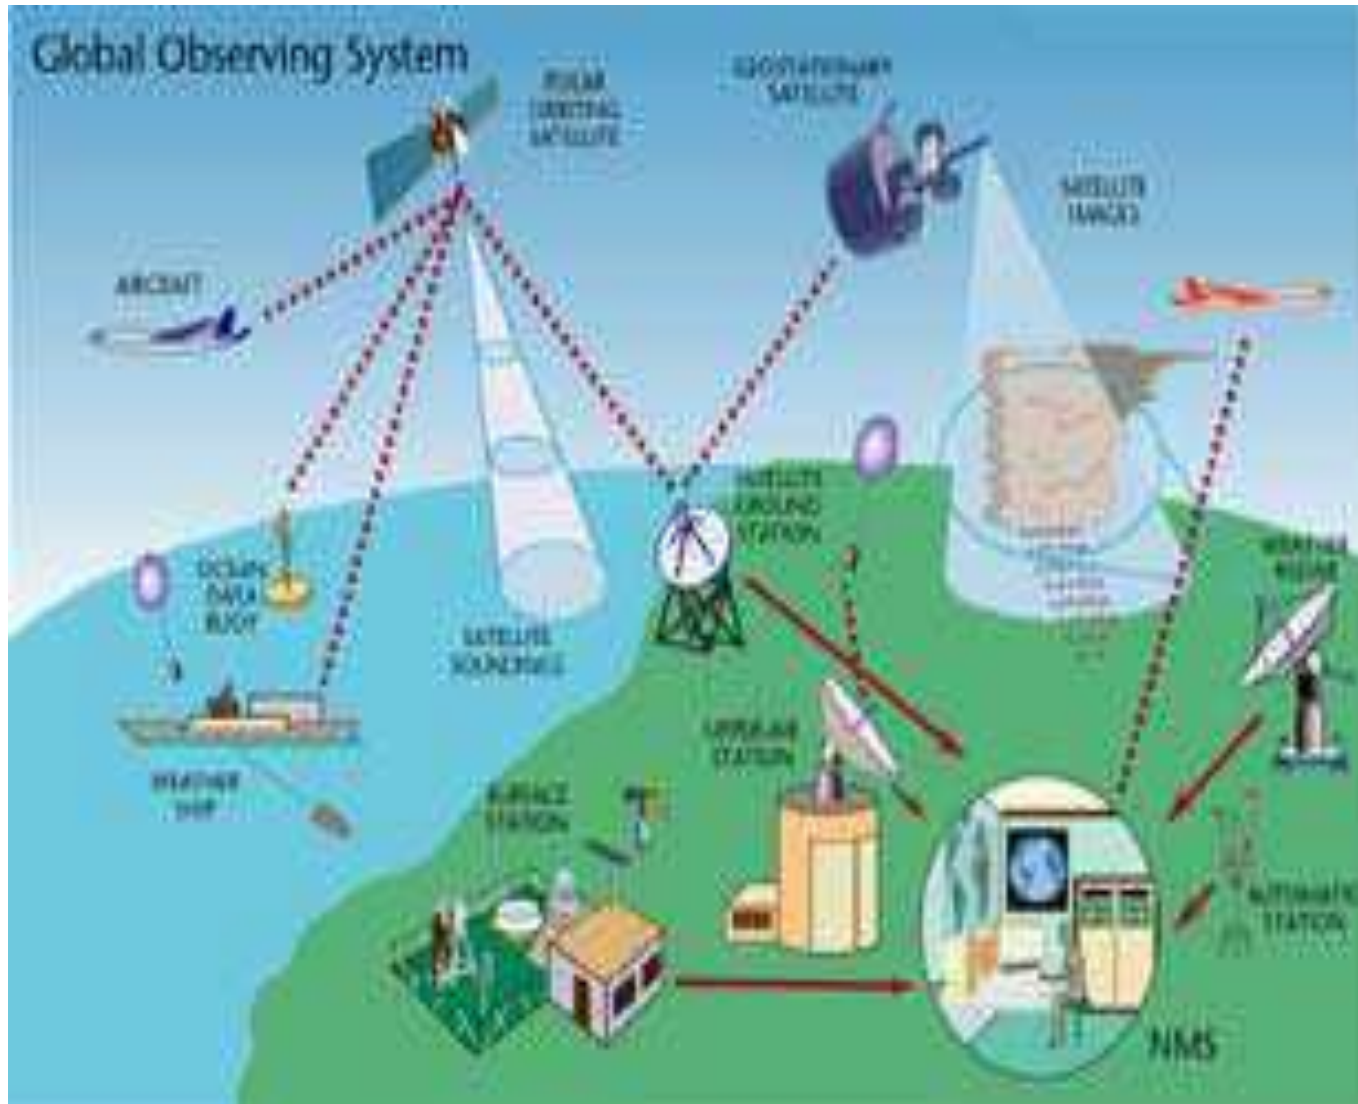 Global Observing System
POLAR
ORBITING
SATELLITE
GEOSTATIONARY
SATELLITE
SATELLITE
IMAGES
AIRCRAFT
SATELLITE
GROUND
STATION
OCEAN
DATA
BUOY
WEATHER
RADAR
SATELLITE
SOUNDINGS
UPPER-AIR
STATION
WEATHER
SHIP
SURFACE
STATION
AUTOMATIC
STATION
NMS